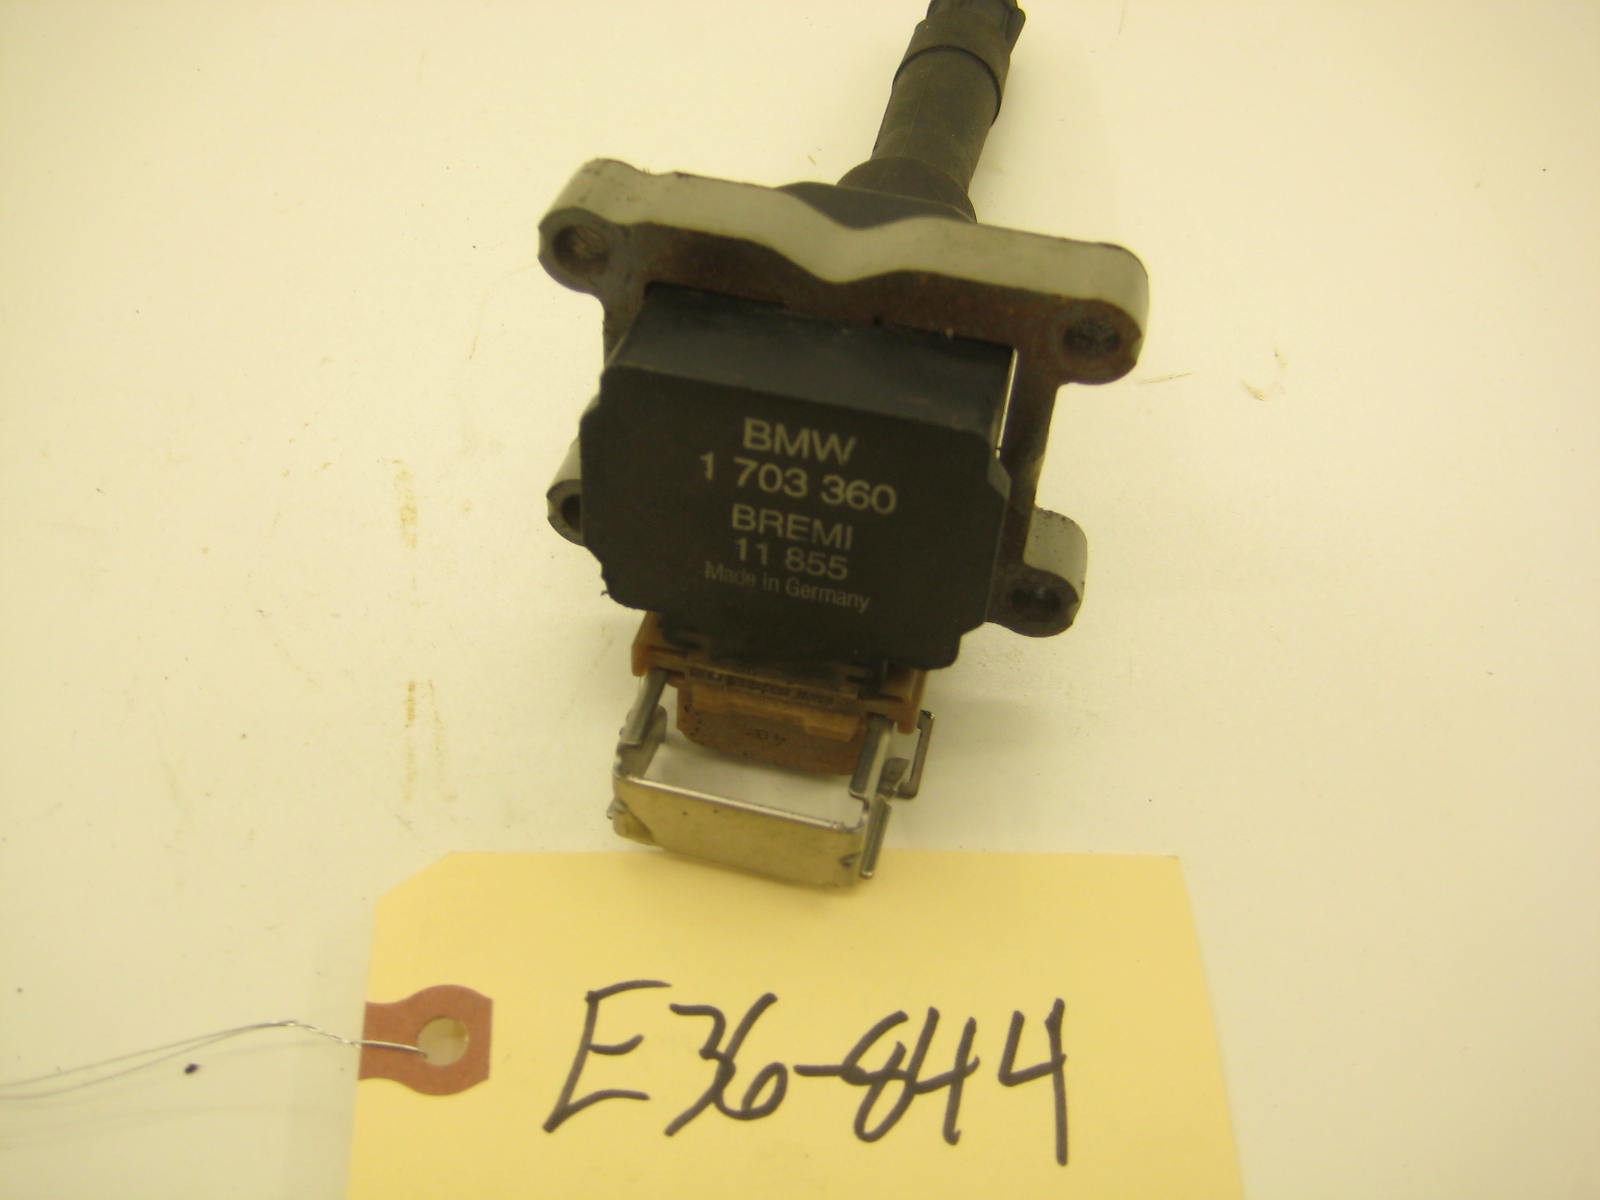 BMW
1 703 360
BREMI
11 855
Made in Germany
E36-844